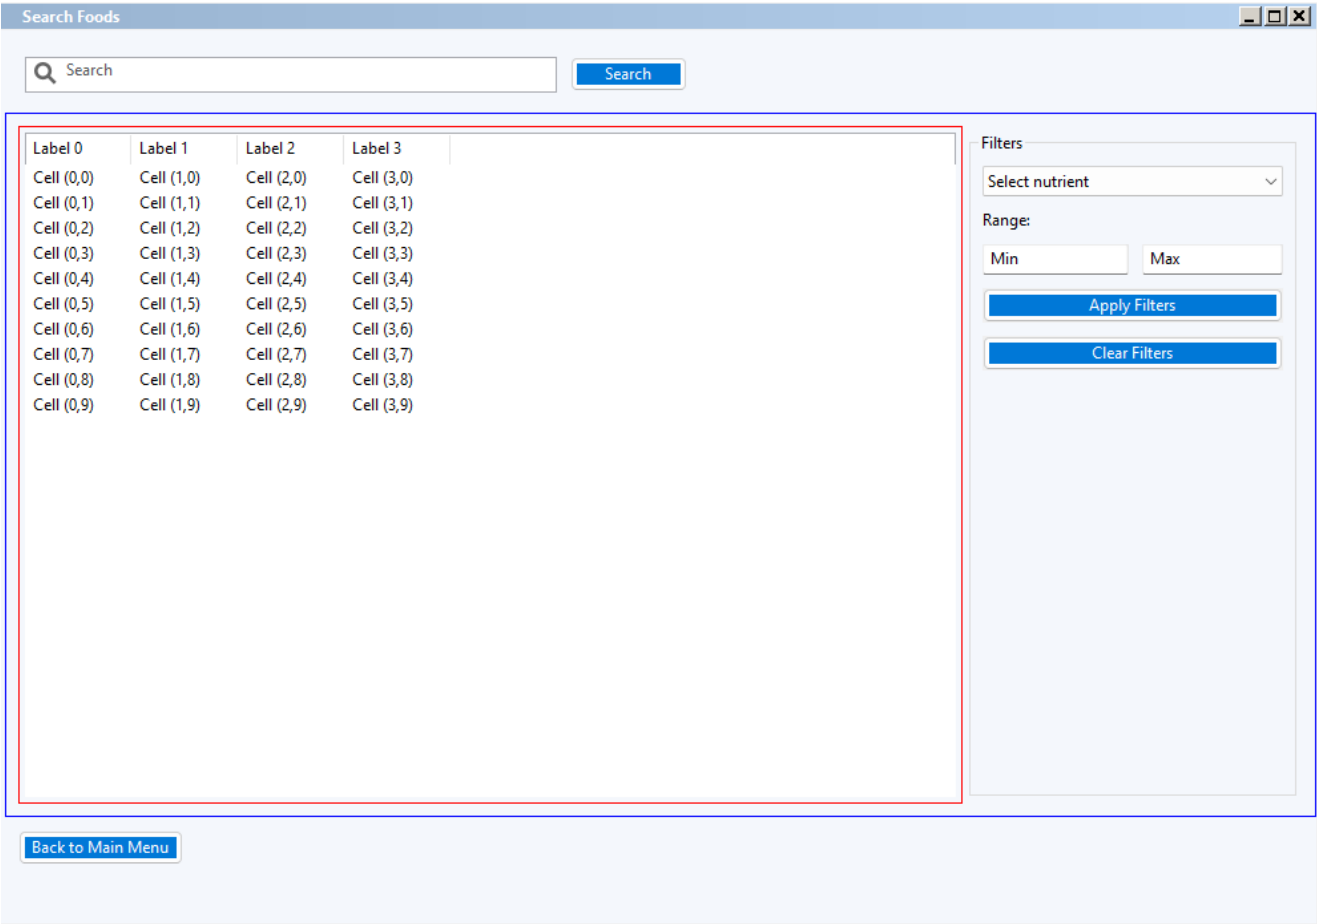 Search Foods
Search
Search
Label 0 Label 1 Label 2 Label 3
Cell (0,0) Cell (1,0) Cell (2,0) Cell (3,0)
Cell (0,1) Cell (1,1) Cell (2,1) Cell (3,1)
Cell (0,2) Cell (1,2) Cell (2,2) Cell (3,2)
Cell (0,3) Cell (1,3) Cell (2,3) Cell (3,3)
Cell (0,4) Cell (1,4) Cell (2,4) Cell (3,4)
Cell (0,5) Cell (1,5) Cell (2,5) Cell (3,5)
Cell (0,6) Cell (1,6) Cell (2,6) Cell (3,6)
Cell (0,7) Cell (1,7) Cell (2,7) Cell (3,7)
Cell (0,8) Cell (1,8) Cell (2,8) Cell (3,8)
Cell (0,9) Cell (1,9) Cell (2,9) Cell (3,9)
Filters
Select nutrient
Range:
Min Max
Apply Filters
Clear Filters
Back to Main Menu